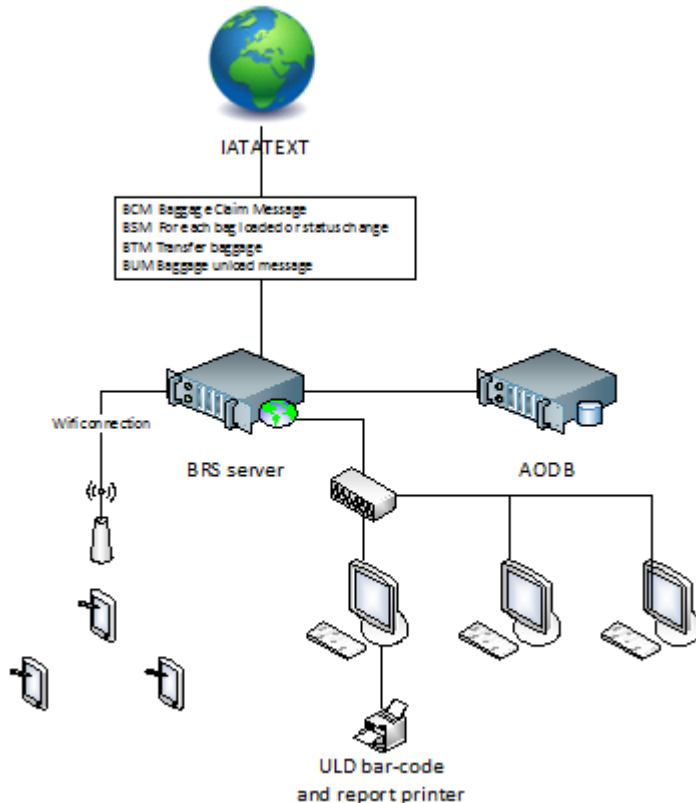 IATATEXT
BCM Baggage Claim Message
BSM For each bag loaded or status change
BTM Transfer baggage
BUM Baggage unload message
Wifi connection
BRS server
AODB
ULD bar-code
and report printer